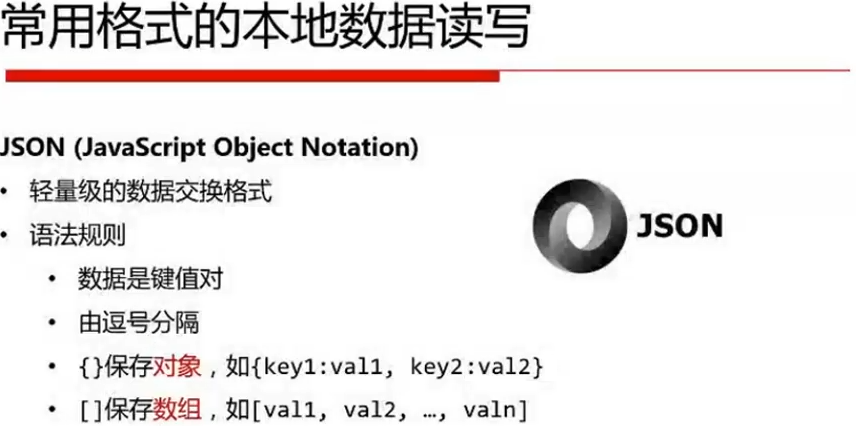 常用格式的本地数据读写
JSON (JavaScript Object Notation)
• 轻量级的数据交换格式
• 语法规则
• 数据是键值对
• 由逗号分隔
• {}保存对象，如{key1:val1, key2:val2}
• []保存数组，如[val1, val2, …, valn]
JSON